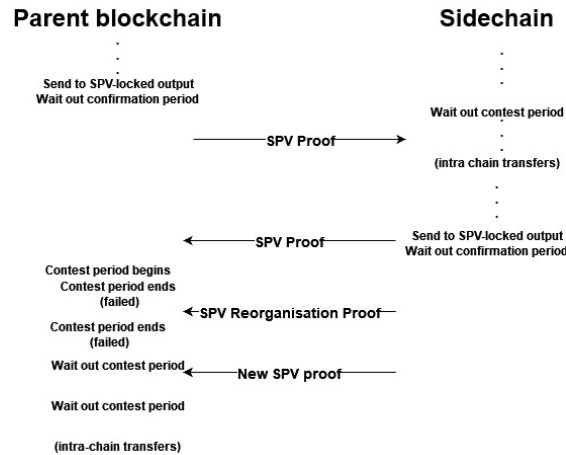 Parent blockchain
Sidechain
Send to SPV-locked output
Wait out confirmation period
Wait out contest period
SPV Proof
(intra chain transfers)
SPV Proof
Send to SPV-locked output
Wait out confirmation period
Contest period begins
Contest period ends
(failed)
SPV Reorganisation Proof
Contest period ends
(failed)
Wait out contest period
New SPV proof
Wait out contest period
(intra-chain transfers)